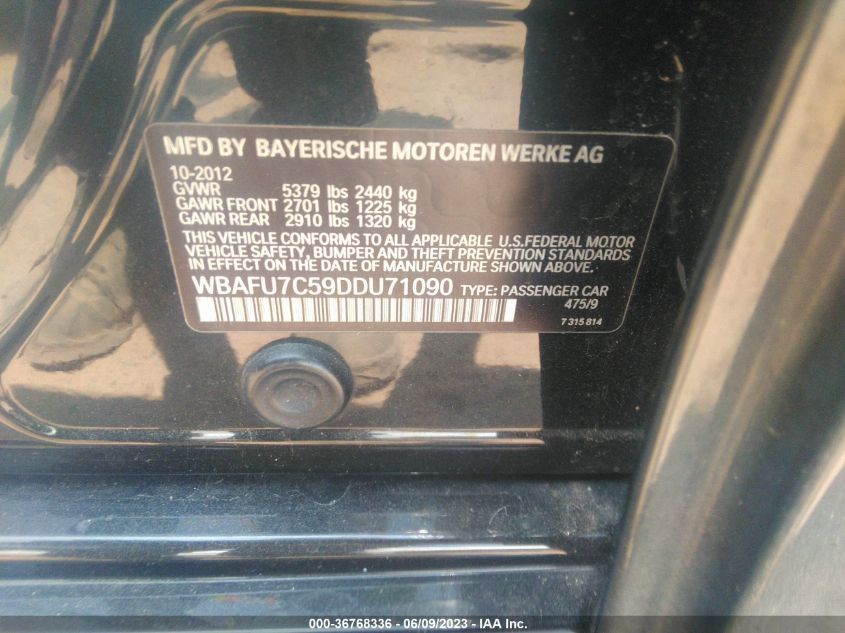 MFD BY BAYERISCHE MOTOREN WERKE AG
10-2012
GVWR 5379 lbs 2440 kg
GAWR FRONT 2701 lbs 1225 kg
GAWR REAR 2910 lbs 1320 kg
THIS VEHICLE CONFORMS TO ALL APPLICABLE U.S.FEDERAL MOTOR
VEHICLE SAFETY, BUMPER AND THEFT PREVENTION STANDARDS
IN EFFECT ON THE DATE OF MANUFACTURE SHOWN ABOVE.
WBAFU7C59DDU71090 TYPE: PASSENGER CAR
475/9
7 315 814
000-36768336 - 06/09/2023 - IAA Inc.